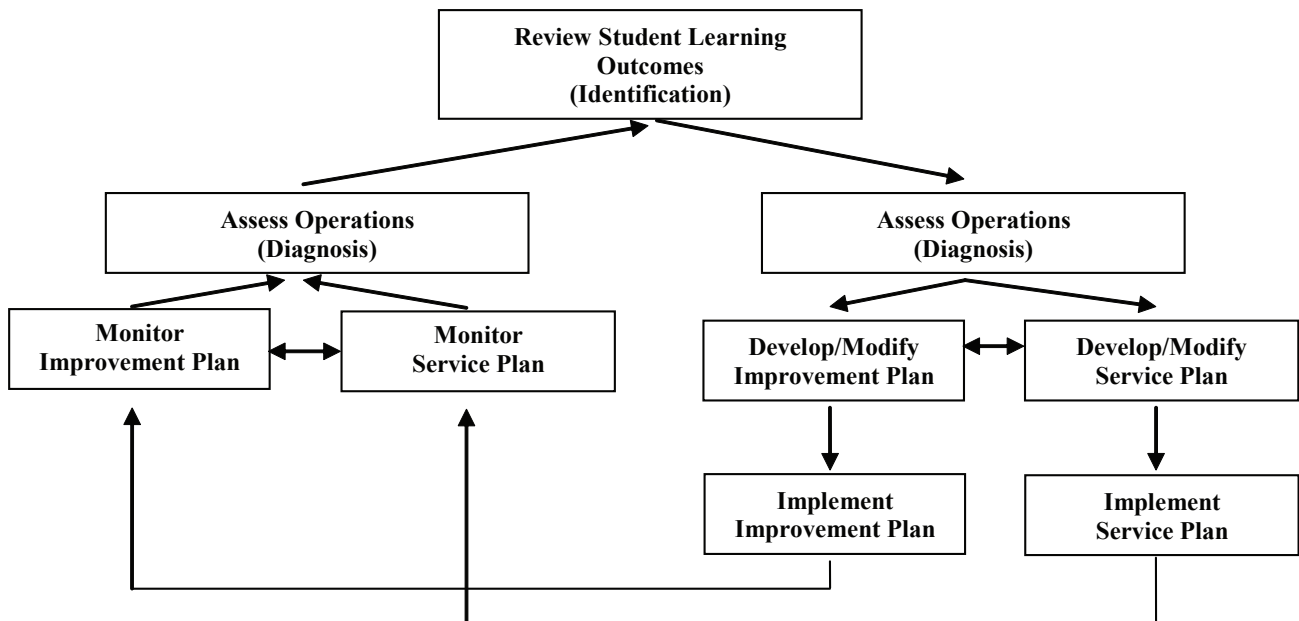 Review Student Learning
Outcomes
(Identification)
Assess Operations
(Diagnosis)
Assess Operations
(Diagnosis)
Monitor
Improvement Plan
Monitor
Service Plan
Develop/Modify
Improvement Plan
Develop/Modify
Service Plan
Implement
Improvement Plan
Implement
Service Plan